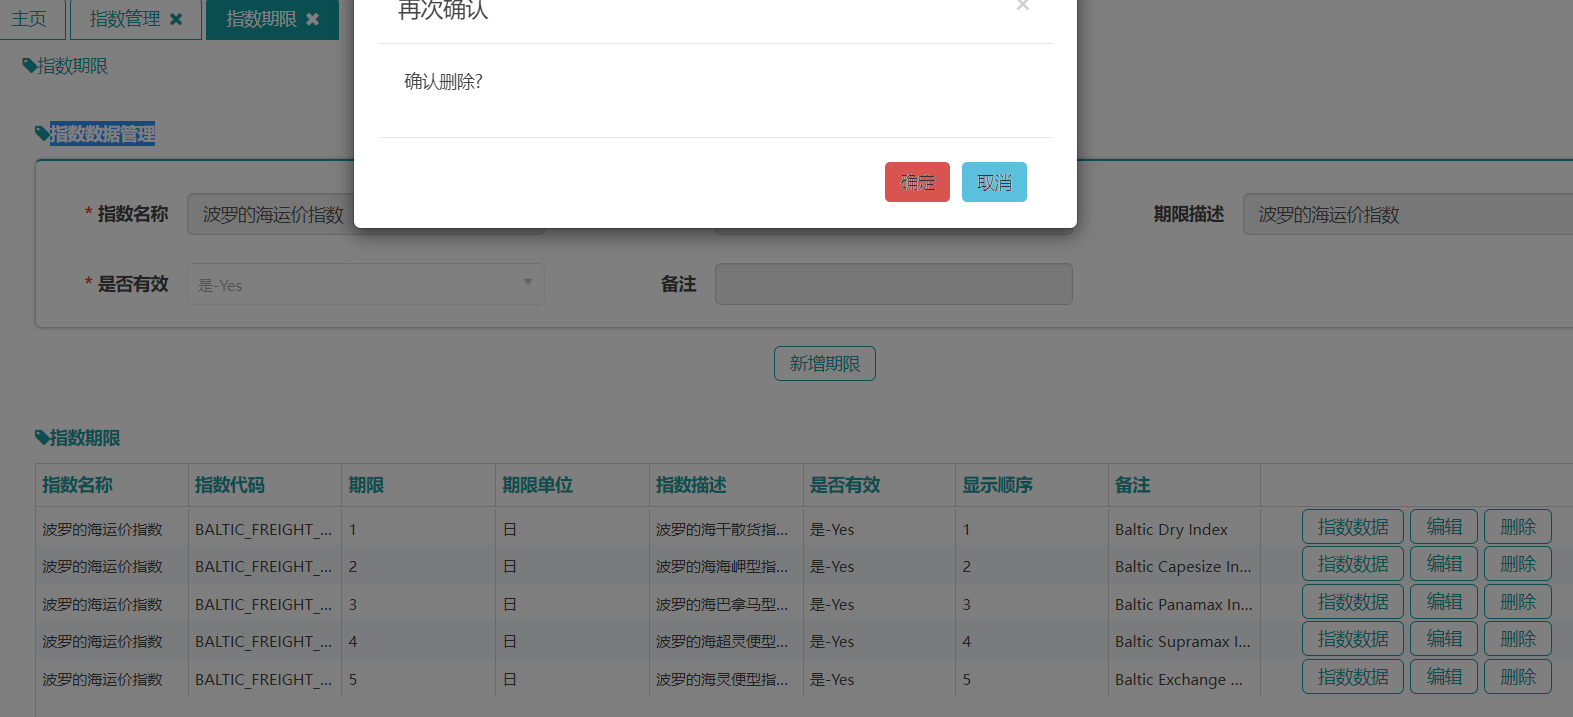 主页 指数管理 指数期限
再次确认
指数期限
确认删除?
指数数据管理
确定 取消
* 指数名称 波罗的海运价指数 期限描述 波罗的海运价指数
* 是否有效 是-Yes 备注
新增期限
指数期限
指数名称 指数代码 期限 期限单位 指数描述 是否有效 显示顺序 备注
波罗的海运价指数 BALTIC_FREIGHT_... 1 日 波罗的海干散货指... 是-Yes 1 Baltic Dry Index 指数数据 编辑 删除
波罗的海运价指数 BALTIC_FREIGHT_... 2 日 波罗的海海岬型指... 是-Yes 2 Baltic Capesize In... 指数数据 编辑 删除
波罗的海运价指数 BALTIC_FREIGHT_... 3 日 波罗的海巴拿马型... 是-Yes 3 Baltic Panamax In... 指数数据 编辑 删除
波罗的海运价指数 BALTIC_FREIGHT_... 4 日 波罗的海超灵便型... 是-Yes 4 Baltic Supramax I... 指数数据 编辑 删除
波罗的海运价指数 BALTIC_FREIGHT_... 5 日 波罗的海灵便型指... 是-Yes 5 Baltic Exchange ... 指数数据 编辑 删除